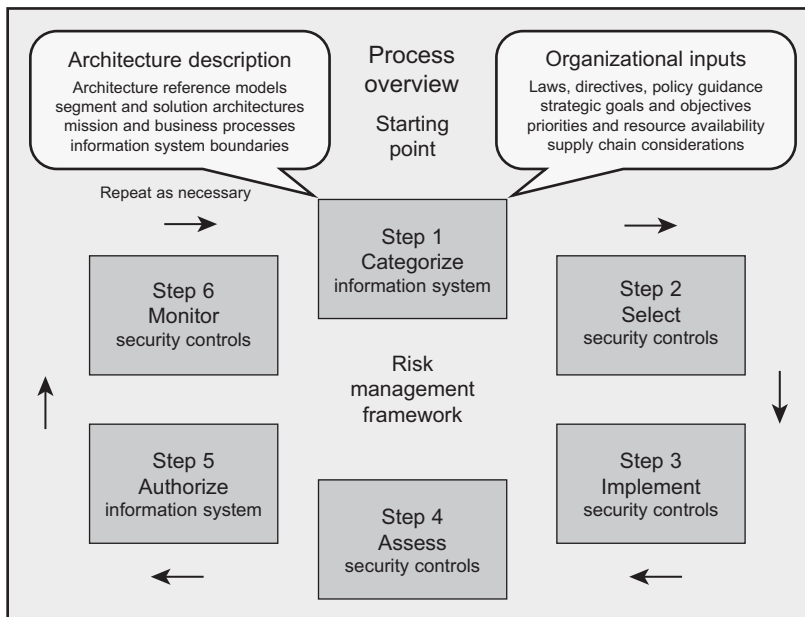 Architecture description
Architecture reference models
segment and solution architectures
mission and business processes
information system boundaries
Process
overview
Starting
point
Organizational inputs
Laws, directives, policy guidance
strategic goals and objectives
priorities and resource availability
supply chain considerations
Repeat as necessary
Step 1
Categorize
information system
Step 2
Select
security controls
Step 3
Implement
security controls
Step 4
Assess
security controls
Step 5
Authorize
information system
Step 6
Monitor
security controls
Risk
management
framework